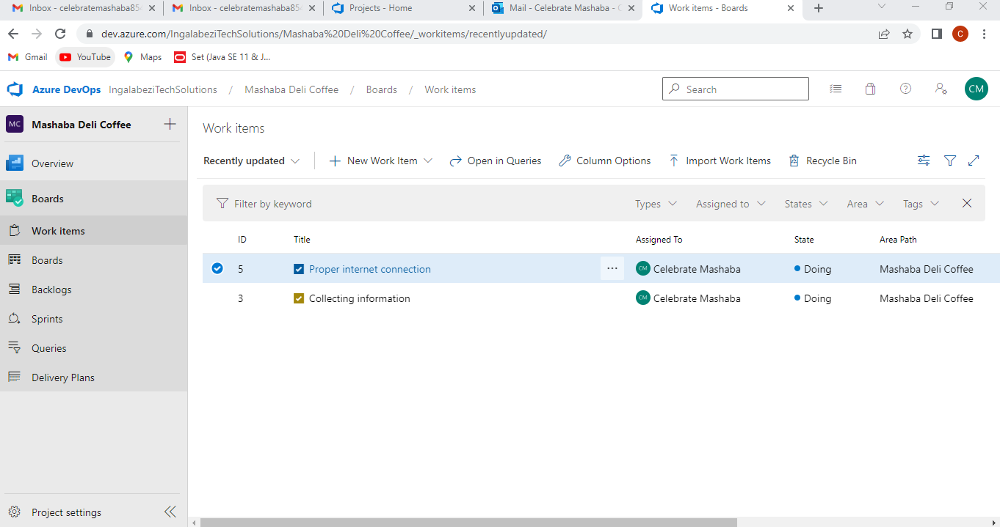 Inbox - celebratemashaba854 Inbox - celebratemashaba854 Projects - Home Mail - Celebrate Mashaba - Work items - Boards
dev.azure.com/IngalabeziTechSolutions/Mashaba%20Deli%20Coffee/_workitems/recentlyupdated/ C
Gmail YouTube Maps Set (Java SE 11 & J...
Azure DevOps IngalabeziTechSolutions / Mashaba Deli Coffee / Boards / Work items Search CM
MC Mashaba Deli Coffee
Work items
Overview
Recently updated New Work Item Open in Queries Column Options Import Work Items Recycle Bin
Boards
Filter by keyword Types Assigned to States Area Tags
Work items
ID Title Assigned To State Area Path
Boards
5 Proper internet connection ... CM Celebrate Mashaba Doing Mashaba Deli Coffee
Backlogs
3 Collecting information CM Celebrate Mashaba Doing Mashaba Deli Coffee
Sprints
Queries
Delivery Plans
Project settings